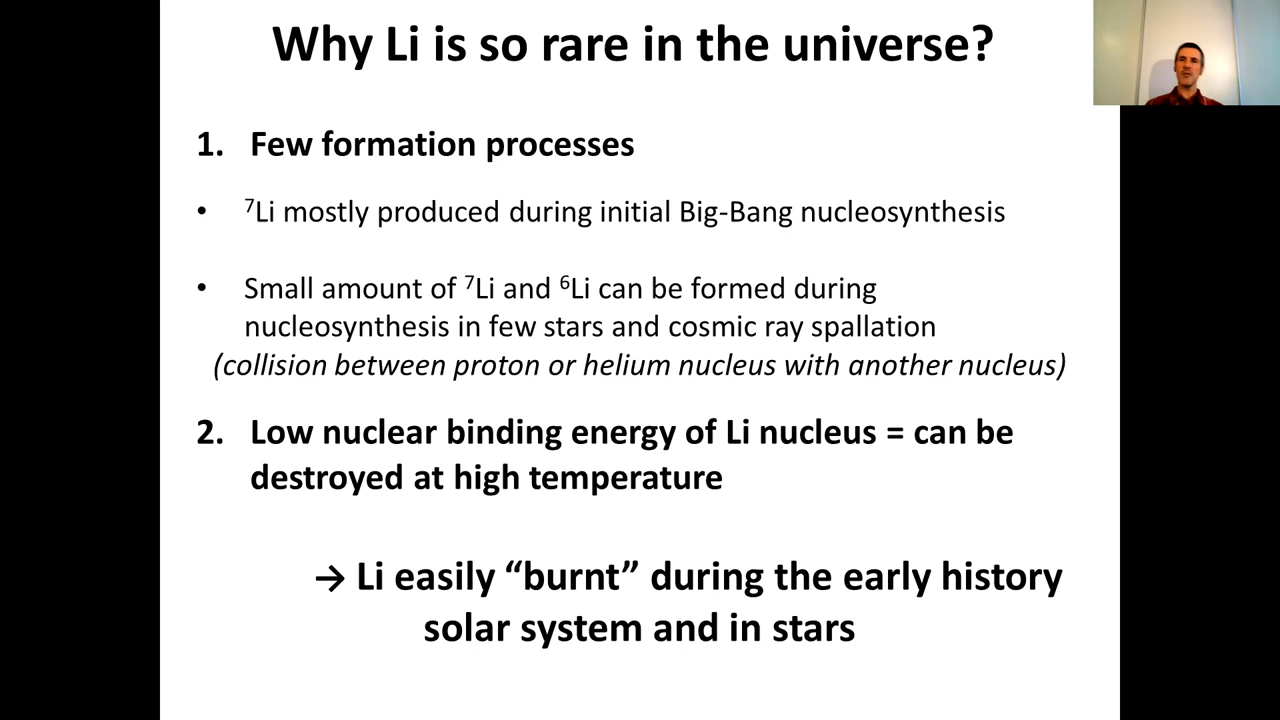 Why Li is so rare in the universe?
1. Few formation processes
• ⁷Li mostly produced during initial Big-Bang nucleosynthesis
• Small amount of ⁷Li and ⁶Li can be formed during
nucleosynthesis in few stars and cosmic ray spallation
(collision between proton or helium nucleus with another nucleus)
2. Low nuclear binding energy of Li nucleus = can be
destroyed at high temperature
→ Li easily “burnt” during the early history
solar system and in stars